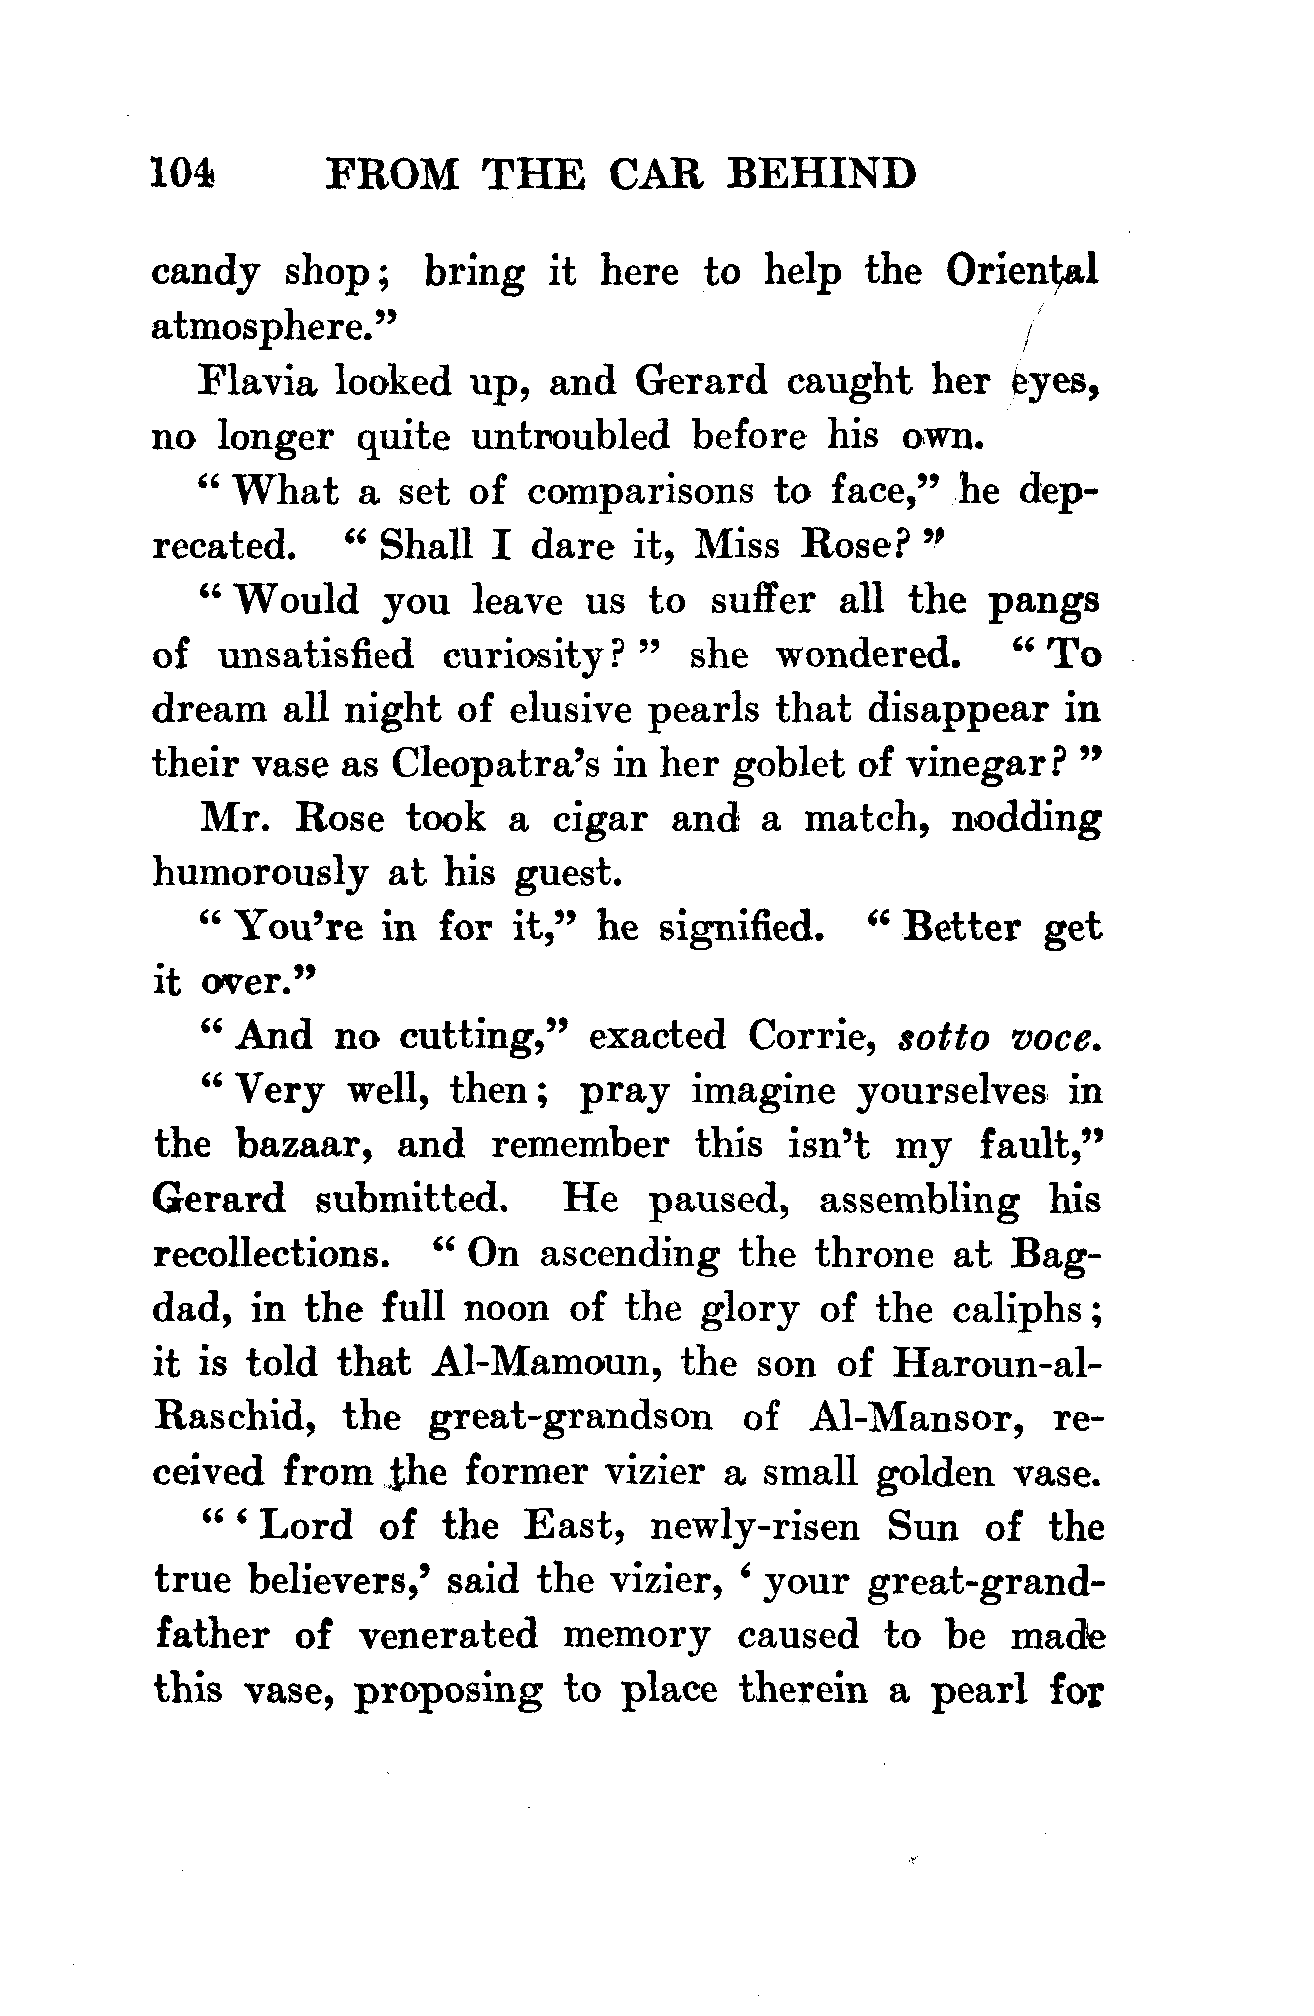 104 FROM THE CAR BEHIND
candy shop; bring it here to help the Oriental
atmosphere."
Flavia looked up, and Gerard caught her eyes,
no longer quite untroubled before his own.
"What a set of comparisons to face," he dep-
recated. "Shall I dare it, Miss Rose?"
"Would you leave us to suffer all the pangs
of unsatisfied curiosity?" she wondered. "To
dream all night of elusive pearls that disappear in
their vase as Cleopatra's in her goblet of vinegar?"
Mr. Rose took a cigar and a match, nodding
humorously at his guest.
"You're in for it," he signified. "Better get
it over."
"And no cutting," exacted Corrie, sotto voce.
"Very well, then; pray imagine yourselves in
the bazaar, and remember this isn't my fault,"
Gerard submitted. He paused, assembling his
recollections. "On ascending the throne at Bag-
dad, in the full noon of the glory of the caliphs;
it is told that Al-Mamoun, the son of Haroun-al-
Raschid, the great-grandson of Al-Mansor, re-
ceived from the former vizier a small golden vase.
"'Lord of the East, newly-risen Sun of the
true believers,' said the vizier, 'your great-grand-
father of venerated memory caused to be made
this vase, proposing to place therein a pearl for